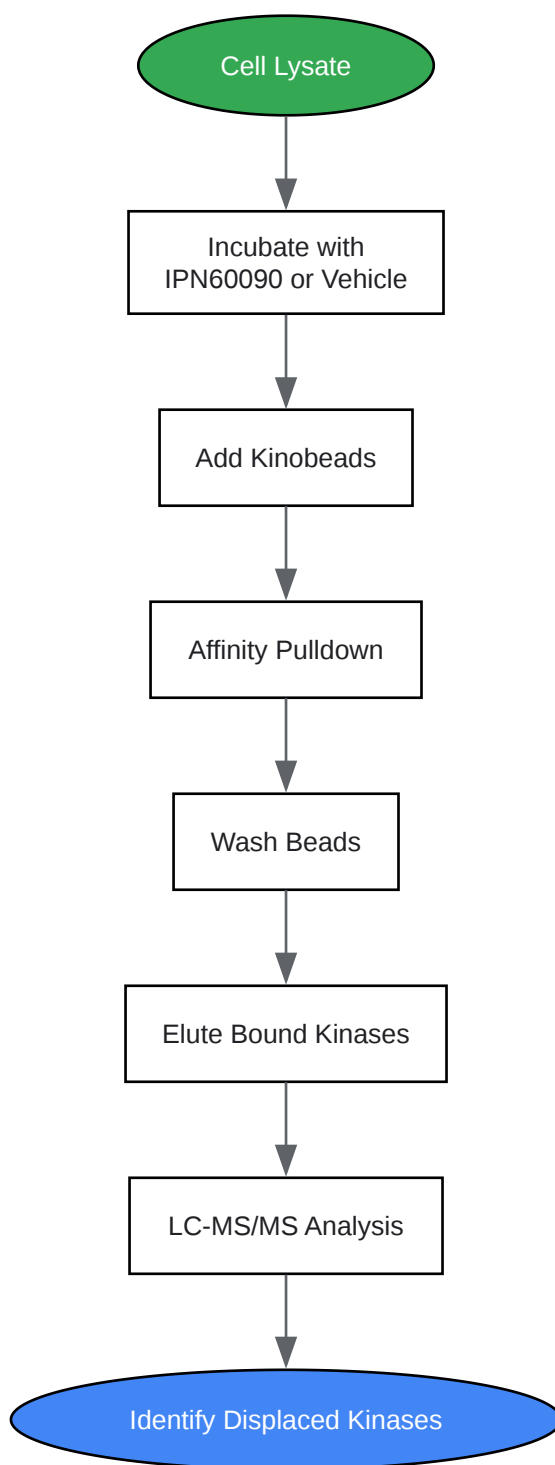 Cell Lysate
Incubate with
IPN60090 or Vehicle
Add Kinobeads
Affinity Pulldown
Wash Beads
Elute Bound Kinases
LC-MS/MS Analysis
Identify Displaced Kinases